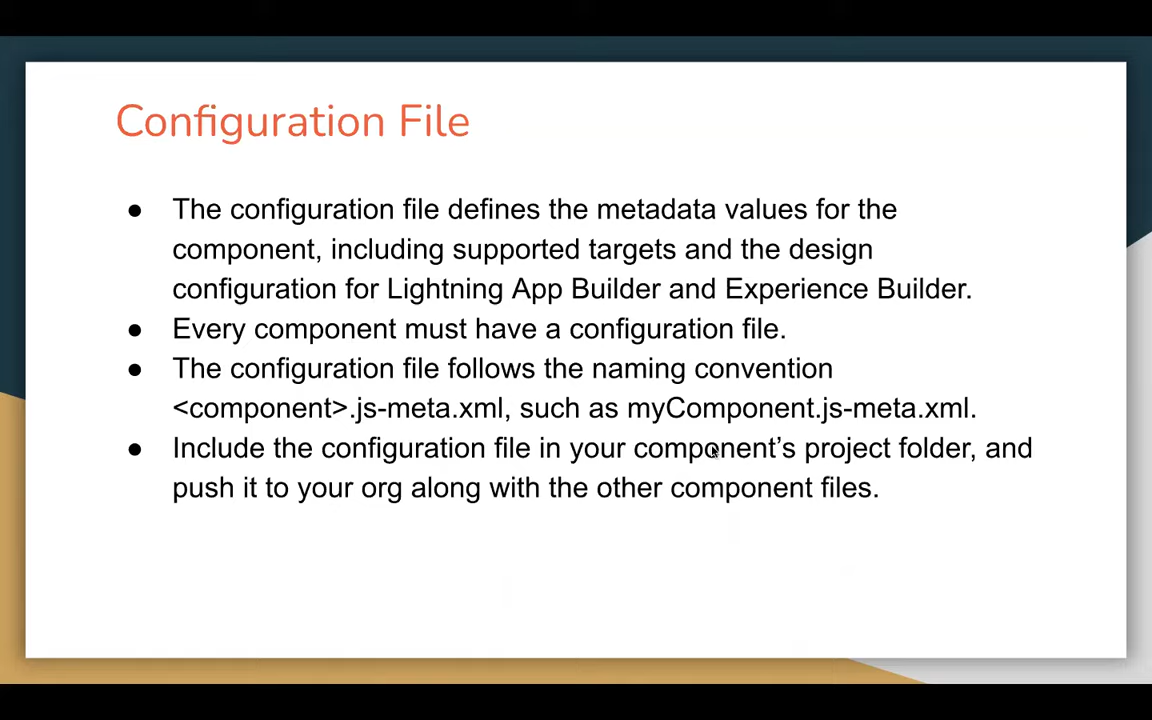 Configuration File
● The configuration file defines the metadata values for the
component, including supported targets and the design
configuration for Lightning App Builder and Experience Builder.
● Every component must have a configuration file.
● The configuration file follows the naming convention
<component>.js-meta.xml, such as myComponent.js-meta.xml.
● Include the configuration file in your component’s project folder, and
push it to your org along with the other component files.